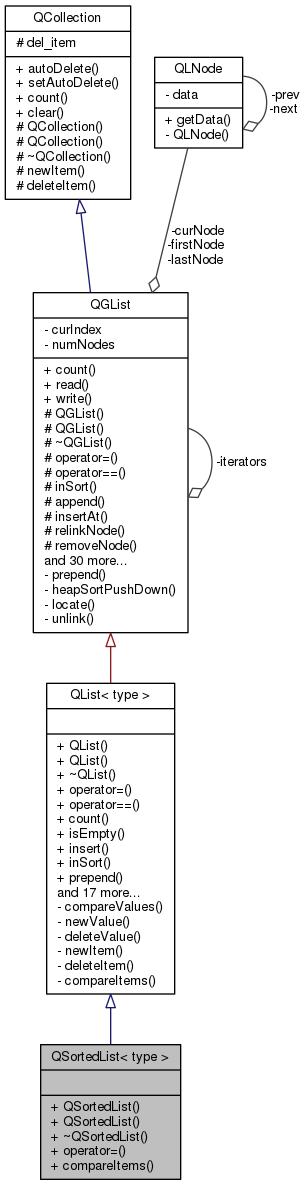 QCollection
# del_item
+ autoDelete()
+ setAutoDelete()
+ count()
+ clear()
# QCollection()
# QCollection()
# ~QCollection()
# newItem()
# deleteItem()
QLNode
- data
+ getData()
- QLNode()
-prev
-next
-curNode
-firstNode
-lastNode
QGList
- curIndex
- numNodes
+ count()
+ read()
+ write()
# QGList()
# QGList()
# ~QGList()
# operator=()
# operator==()
# inSort()
# append()
# insertAt()
# relinkNode()
# removeNode()
and 30 more...
- prepend()
- heapSortPushDown()
- locate()
- unlink()
-iterators
QList< type >
+ QList()
+ QList()
+ ~QList()
+ operator=()
+ operator==()
+ count()
+ isEmpty()
+ insert()
+ inSort()
+ prepend()
and 17 more...
- compareValues()
- newValue()
- deleteValue()
- newItem()
- deleteItem()
- compareItems()
QSortedList< type >
+ QSortedList()
+ QSortedList()
+ ~QSortedList()
+ operator=()
+ compareItems()